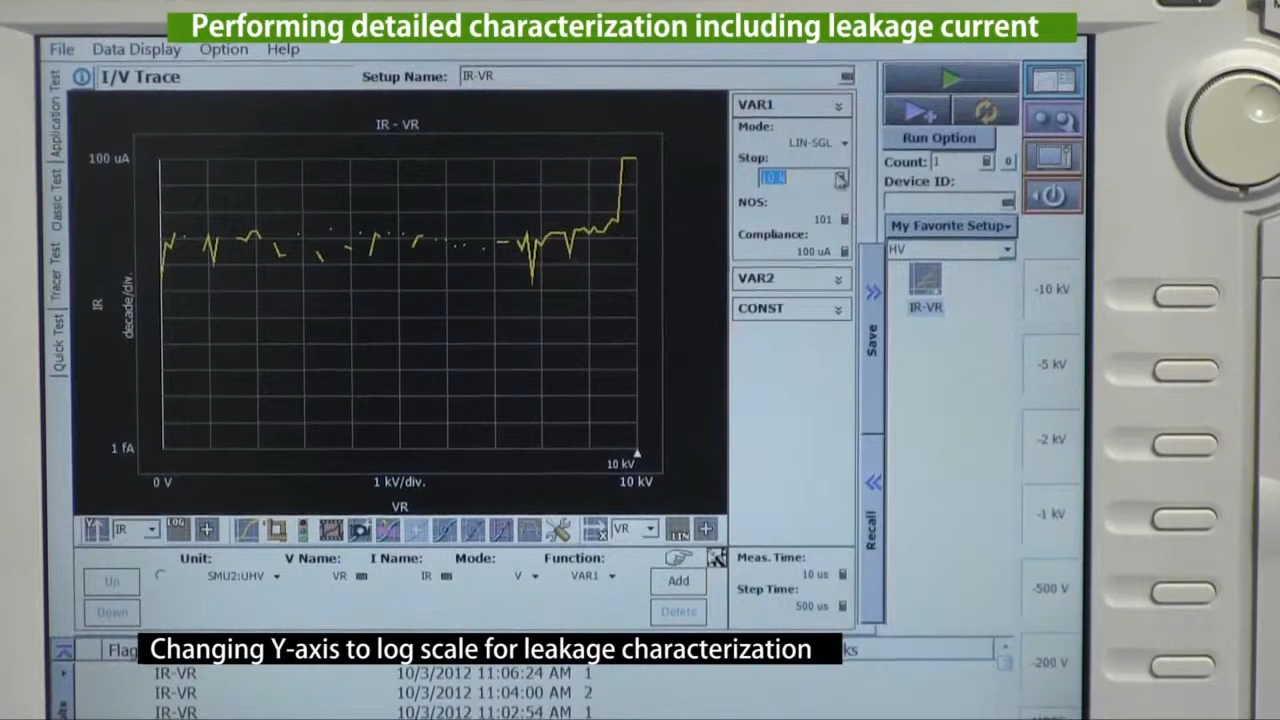 Performing detailed characterization including leakage current
File Data Display Option Help
I/V Trace Setup Name: IR-VR
Application Test
Classic Test
Tracer Test
Quick Test
IR - VR
100 uA
IR
decade/div.
1 fA
10 kV
0 V 1 kV/div. 10 kV
VR
VAR1
Mode:
LIN-SGL
Stop:
10 k
NOS:
101
Compliance:
100 uA
VAR2
CONST
Run Option
Count: 1 0
Device ID:
My Favorite Setup
HV
IR-VR
Save
Recall
-10 kV
-5 kV
-2 kV
-1 kV
-500 V
-200 V
IR LOG VR LIN
Unit: V Name: I Name: Mode: Function:
Up SMU2:UHV VR IR V VAR1 Add
Down Delete
Meas. Time:
10 us
Step Time:
500 us
Flag
Changing Y-axis to log scale for leakage characterization
IR-VR 10/3/2012 11:06:24 AM 1
IR-VR 10/3/2012 11:04:00 AM 2
IR-VR 10/3/2012 11:02:54 AM 1